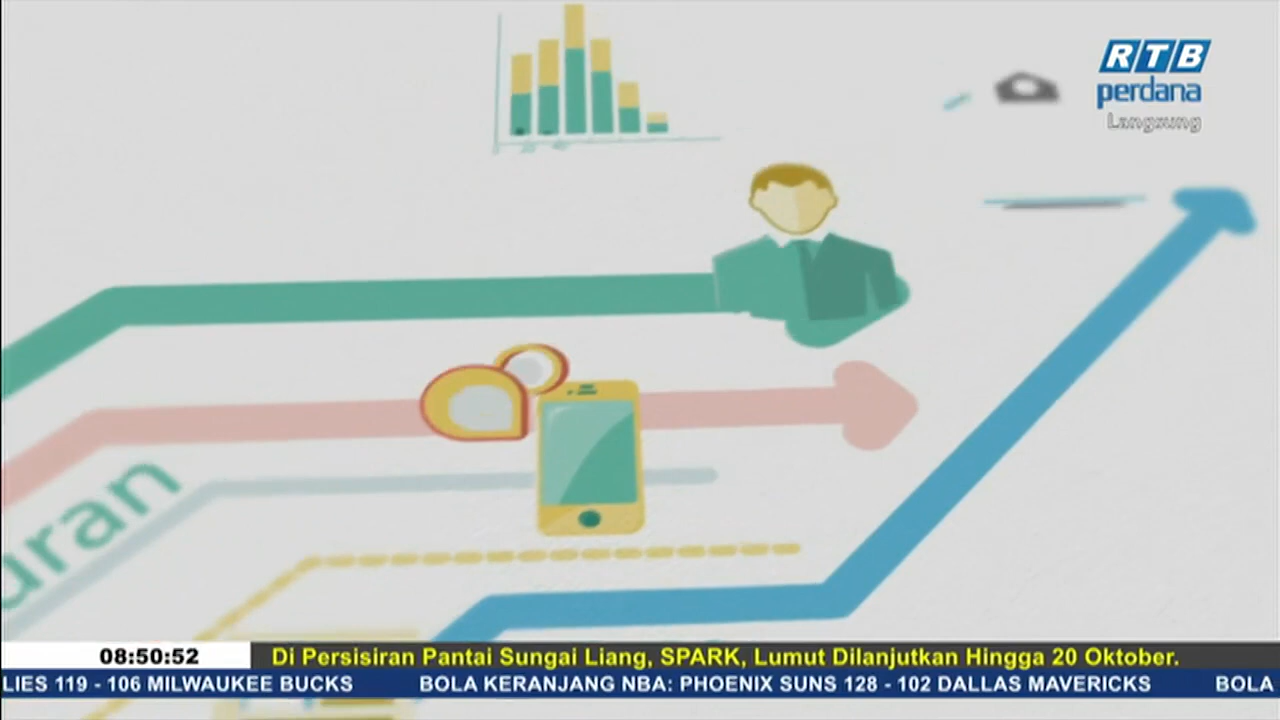 RTB
perdana
Langsung
uran
08:50:52
Di Persisiran Pantai Sungai Liang, SPARK, Lumut Dilanjutkan Hingga 20 Oktober.
LIES 119 - 106 MILWAUKEE BUCKS BOLA KERANJANG NBA: PHOENIX SUNS 128 - 102 DALLAS MAVERICKS BOLA